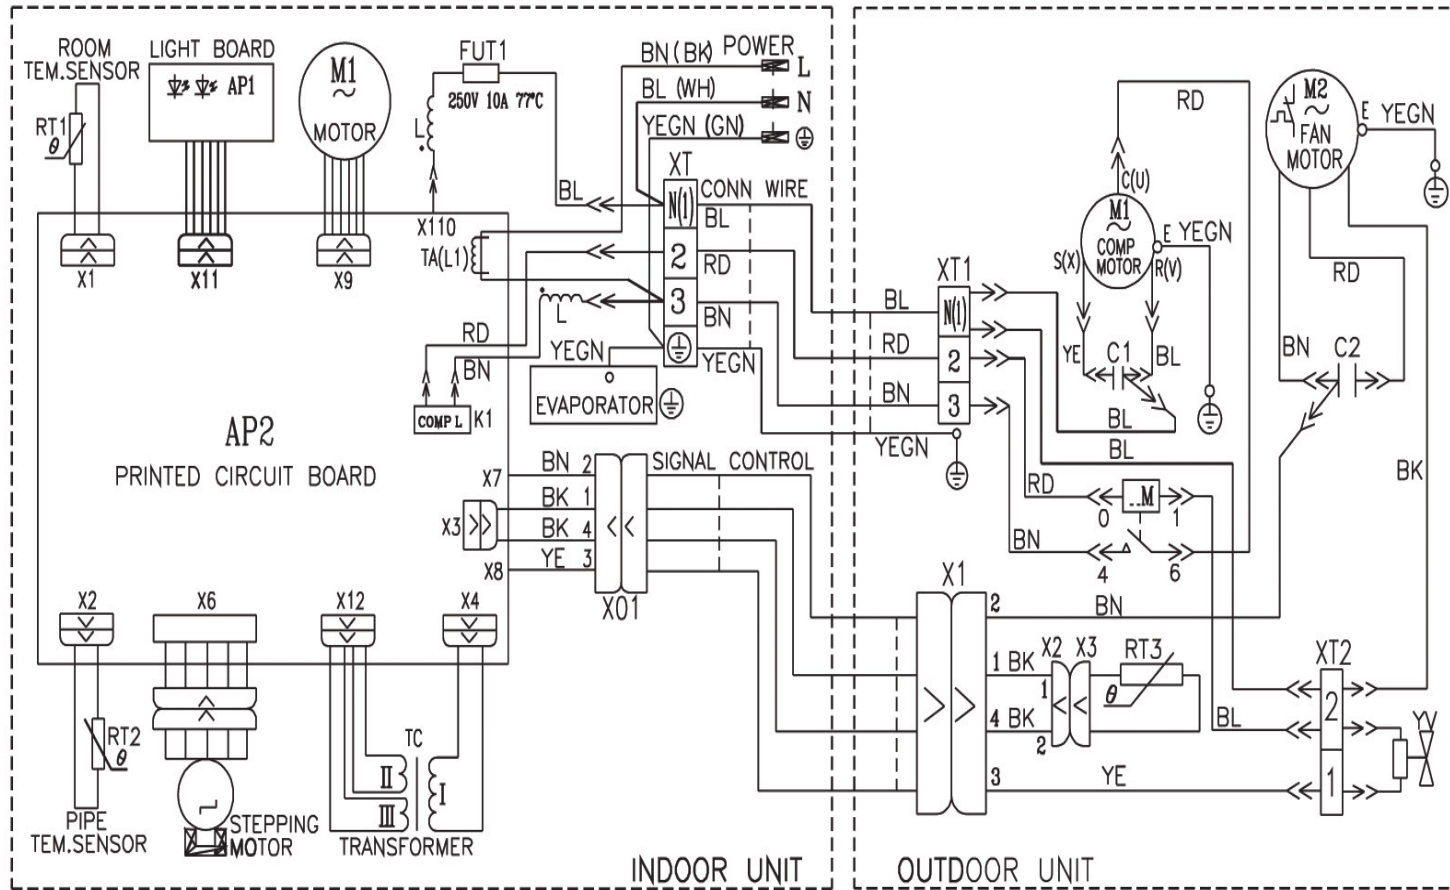 ROOM
TEM.SENSOR
LIGHT BOARD
AP1
M1
~
MOTOR
RT1
θ
FUT1
250V 10A 77°C
L
BN(BK)
POWER
L
BL (WH)
N
YEGN (GN)
XT
BL
N(1)
CONN WIRE
BL
X110
TA(L1)
2
RD
3
BN
L
X1
X11
X9
RD
BN
YEGN
YEGN
COMP L
K1
EVAPORATOR
AP2
PRINTED CIRCUIT BOARD
X7
BN 2
BK 1
X3
BK 4
X8
YE 3
SIGNAL CONTROL
X01
X2
X6
X12
X4
RT2
θ
PIPE
TEM.SENSOR
STEPPING
MOTOR
TC
II
III
I
TRANSFORMER
INDOOR UNIT
RD
C(U)
M1
~
COMP
MOTOR
E
YEGN
S(X)
R(V)
M2
~
FAN
MOTOR
E
YEGN
RD
XT1
BL
N(1)
RD
2
BN
3
YEGN
YE
C1
BL
BL
BL
BN
C2
BK
RD
M
0
1
BN
4
6
X1
2
BN
1 BK
X2
X3
RT3
1
θ
4 BK
2
3
YE
BL
XT2
2
1
YV
OUTDOOR UNIT